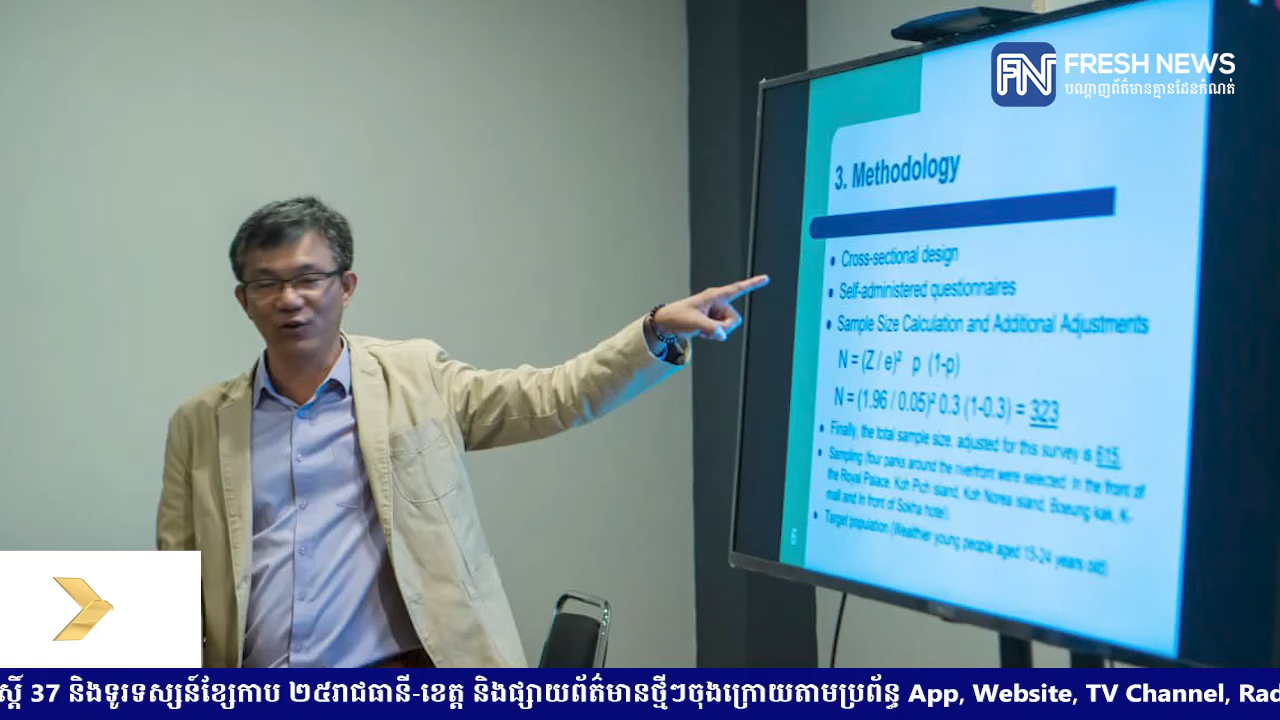 FRESH NEWS
បណ្តាញព័ត៌មានគ្មានដែនកំណត់
3. Methodology
Cross-sectional design
Self-administered questionnaires
Sample Size Calculation and Additional Adjustments
N = (Z / e)² p (1-p)
N = (1.96 / 0.05)² 0.3 (1-0.3) = 323
Finally, the total sample size, adjusted for this survey is 615.
Sampling (four parks around the riverfront were selected. In the front of
the Royal Palace, Koh Pich island, Koh Norea island, Boeung kak, K-
mall and in front of Sokha hotel)
Target population (Wealthier young people aged 15-24 years old)
ស្តិ៍ 37 និងទូរទស្សន៍ខ្សែកាប ២៥រាជធានី-ខេត្ត និងផ្សាយព័ត៌មានថ្មីៗចុងក្រោយតាមប្រព័ន្ធ App, Website, TV Channel, Rad